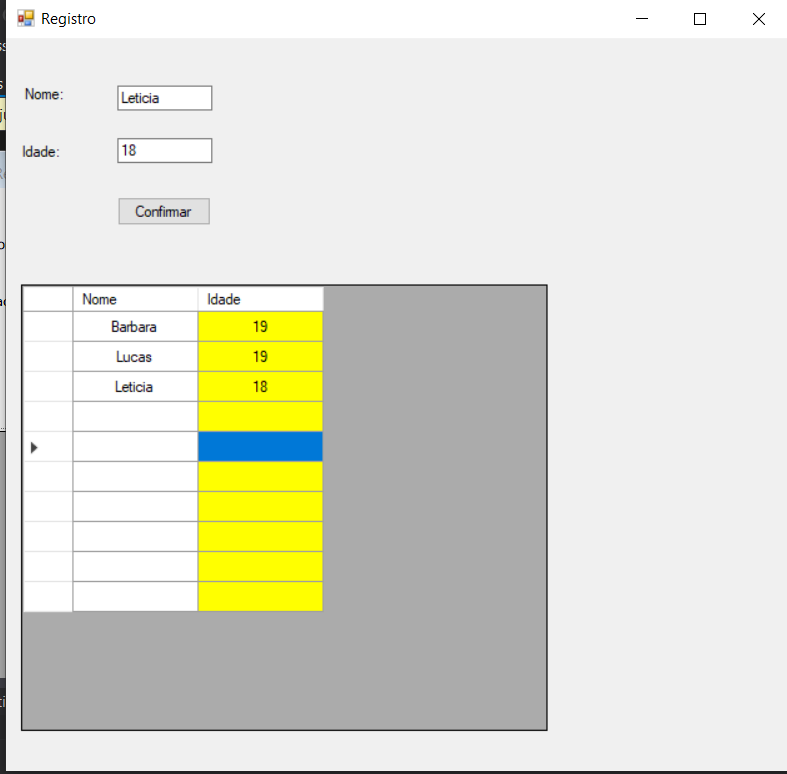 Registro
Nome: Leticia
Idade: 18
Confirmar
Nome Idade
Barbara 19
Lucas 19
Leticia 18